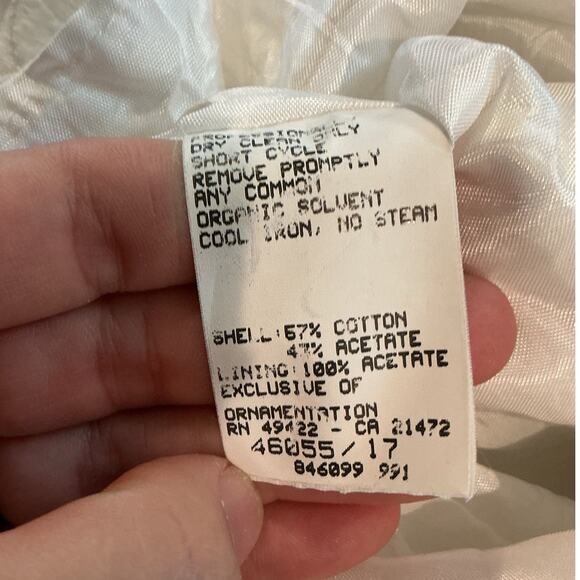 PROFESSIONALLY
DRY CLEAN ONLY
SHORT CYCLE
REMOVE PROMPTLY
ANY COMMON
ORGANIC SOLVENT
COOL IRON, NO STEAM
SHELL: 57% COTTON
43% ACETATE
LINING: 100% ACETATE
EXCLUSIVE OF
ORNAMENTATION
RN 49422 - CA 21472
46055/17
846099 991